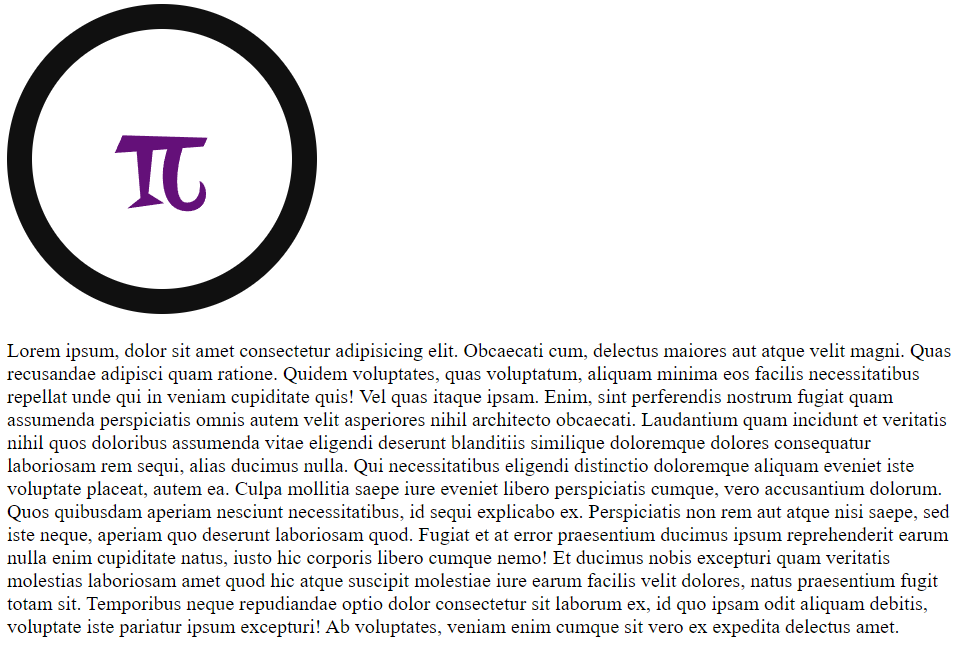 π
Lorem ipsum, dolor sit amet consectetur adipisicing elit. Obcaecati cum, delectus maiores aut atque velit magni. Quas
recusandae adipisci quam ratione. Quidem voluptates, quas voluptatum, aliquam minima eos facilis necessitatibus
repellat unde qui in veniam cupiditate quis! Vel quas itaque ipsam. Enim, sint perferendis nostrum fugiat quam
assumenda perspiciatis omnis autem velit asperiores nihil architecto obcaecati. Laudantium quam incidunt et veritatis
nihil quos doloribus assumenda vitae eligendi deserunt blanditiis similique doloremque dolores consequatur
laboriosam rem sequi, alias ducimus nulla. Qui necessitatibus eligendi distinctio doloremque aliquam eveniet iste
voluptate placeat, autem ea. Culpa mollitia saepe iure eveniet libero perspiciatis cumque, vero accusantium dolorum.
Quos quibusdam aperiam nesciunt necessitatibus, id sequi explicabo ex. Perspiciatis non rem aut atque nisi saepe, sed
iste neque, aperiam quo deserunt laboriosam quod. Fugiat et at error praesentium ducimus ipsum reprehenderit earum
nulla enim cupiditate natus, iusto hic corporis libero cumque nemo! Et ducimus nobis excepturi quam veritatis
molestias laboriosam amet quod hic atque suscipit molestiae iure earum facilis velit dolores, natus praesentium fugit
totam sit. Temporibus neque repudiandae optio dolor consectetur sit laborum ex, id quo ipsam odit aliquam debitis,
voluptate iste pariatur ipsum excepturi! Ab voluptates, veniam enim cumque sit vero ex expedita delectus amet.